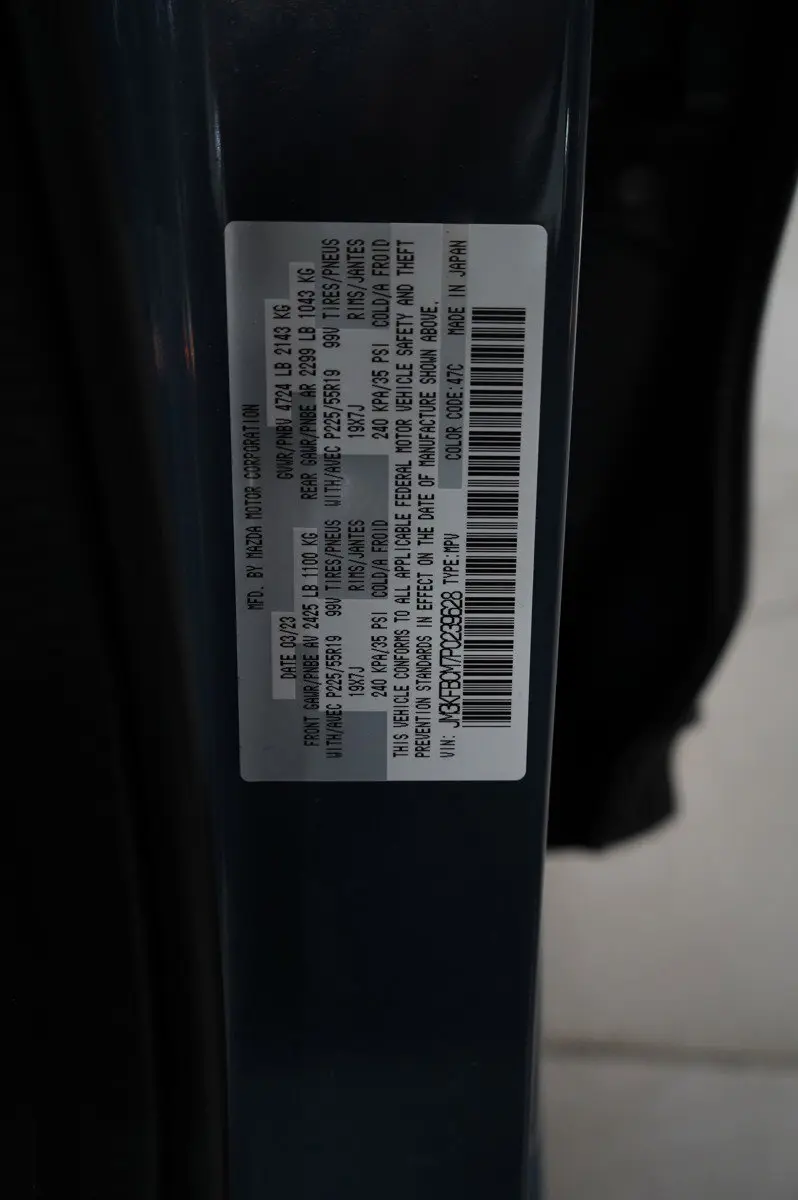 MFD. BY MAZDA MOTOR CORPORATION
DATE 03/23 GVWR/PNBV 4724 LB 2143 KG
FRONT GAWR/PNBE AV 2425 LB 1100 KG REAR GAWR/PNBE AR 2299 LB 1043 KG
WITH/AVEC P225/55R19 99V TIRES/PNEUS WITH/AVEC P225/55R19 99V TIRES/PNEUS
19X7J RIMS/JANTES 19X7J RIMS/JANTES
240 KPA/35 PSI COLD/A FROID 240 KPA/35 PSI COLD/A FROID
THIS VEHICLE CONFORMS TO ALL APPLICABLE FEDERAL MOTOR VEHICLE SAFETY AND THEFT
PREVENTION STANDARDS IN EFFECT ON THE DATE OF MANUFACTURE SHOWN ABOVE.
VIN: JM3KFBCM7P0239628 TYPE:MPV COLOR CODE:47C MADE IN JAPAN